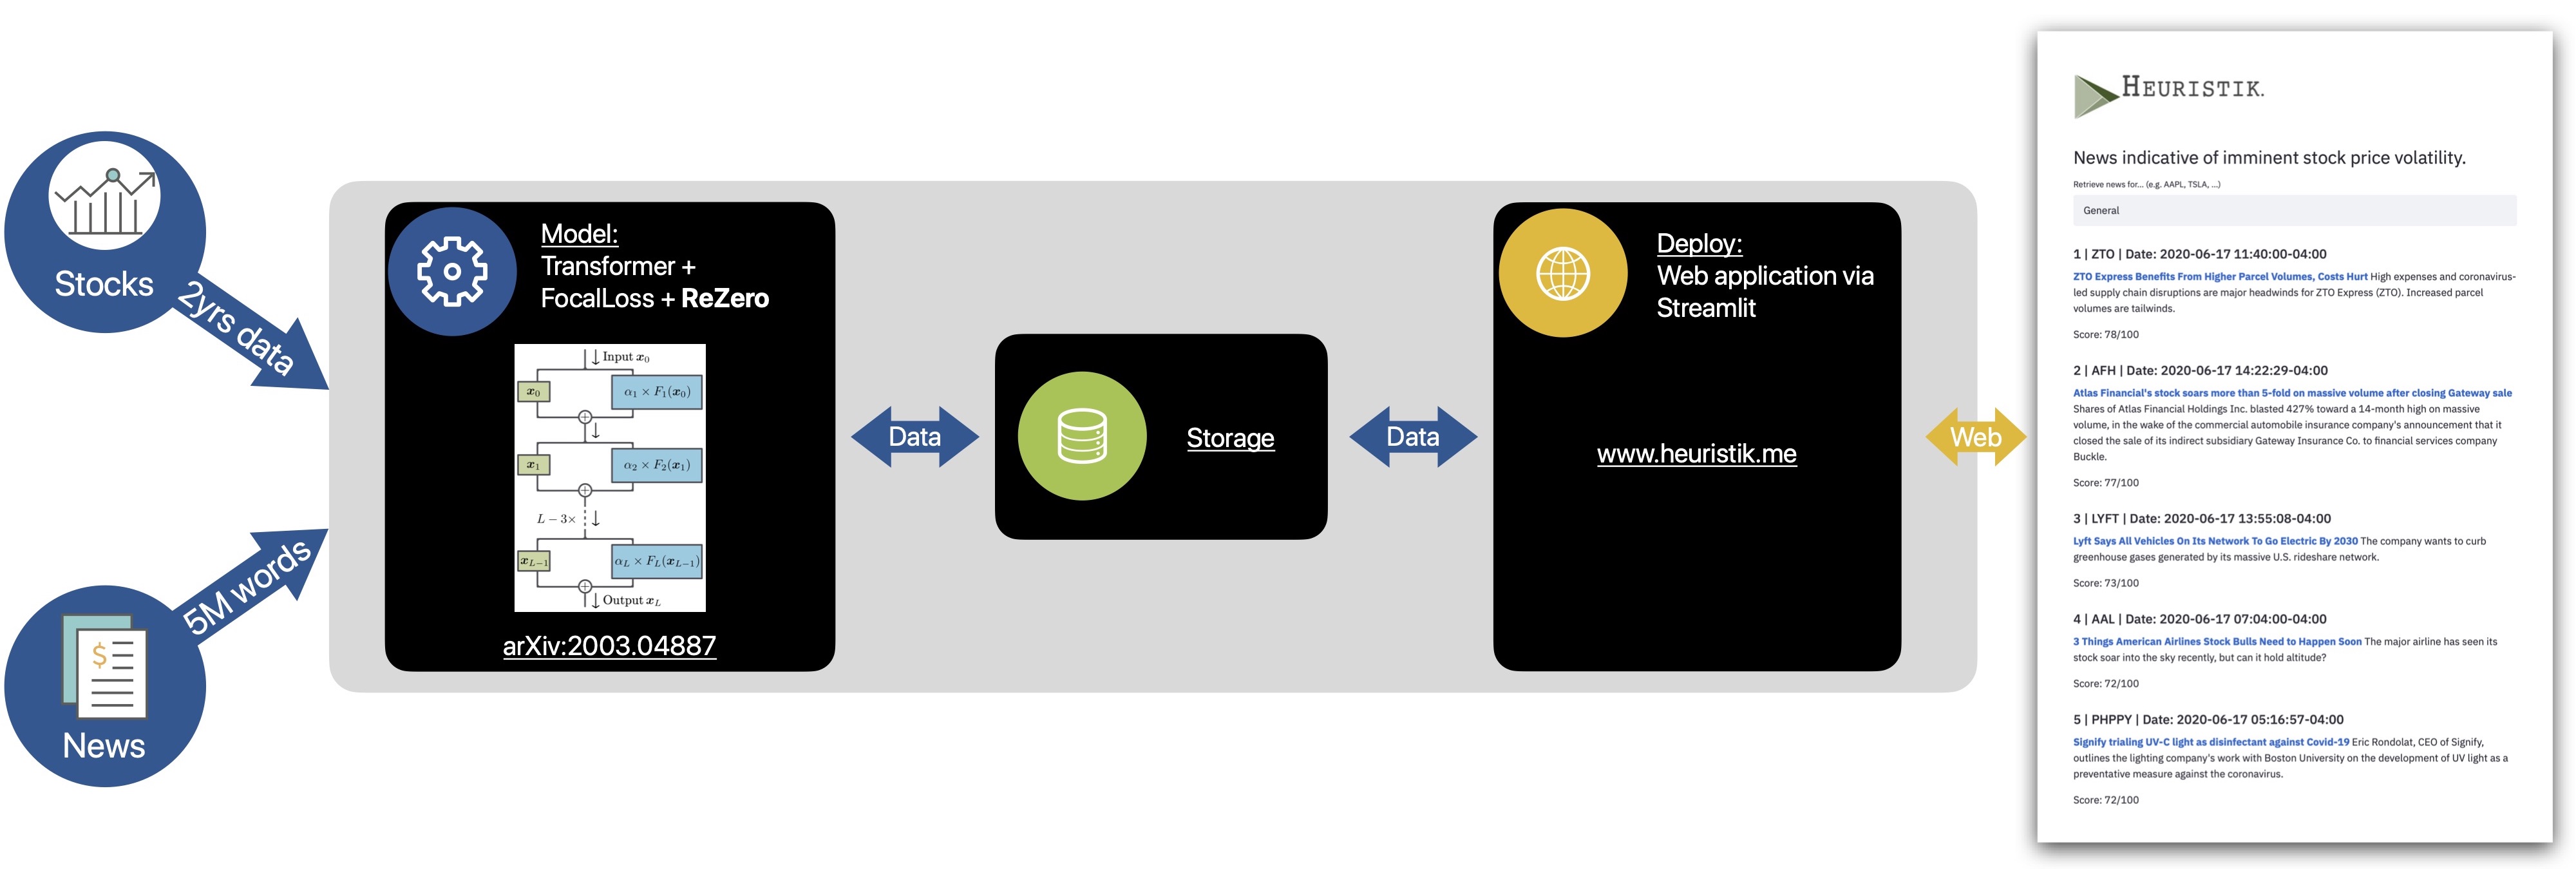 Stocks
2yrs data
News
5M words
Model:
Transformer +
FocalLoss + ReZero
Input x₀
x₀
α₁ × F₁(x₀)
x₁
α₂ × F₂(x₁)
L − 3×
x_{L−1}
α_L × F_L(x_{L−1})
Output x_L
arXiv:2003.04887
Data
Storage
Data
Deploy:
Web application via
Streamlit
www.heuristik.me
Web
HEURISTIK.
News indicative of imminent stock price volatility.
Retrieve news for... (e.g. AAPL, TSLA, ...)
General
1 | ZTO | Date: 2020-06-17 11:40:00-04:00
ZTO Express Benefits From Higher Parcel Volumes, Costs Hurt High expenses and coronavirus-
led supply chain disruptions are major headwinds for ZTO Express (ZTO). Increased parcel
volumes are tailwinds.
Score: 78/100
2 | AFH | Date: 2020-06-17 14:22:29-04:00
Atlas Financial's stock soars more than 5-fold on massive volume after closing Gateway sale
Shares of Atlas Financial Holdings Inc. blasted 427% toward a 14-month high on massive
volume, in the wake of the commercial automobile insurance company's announcement that it
closed the sale of its indirect subsidiary Gateway Insurance Co. to financial services company
Buckle.
Score: 77/100
3 | LYFT | Date: 2020-06-17 13:55:08-04:00
Lyft Says All Vehicles On Its Network To Go Electric By 2030 The company wants to curb
greenhouse gases generated by its massive U.S. rideshare network.
Score: 73/100
4 | AAL | Date: 2020-06-17 07:04:00-04:00
3 Things American Airlines Stock Bulls Need to Happen Soon The major airline has seen its
stock soar into the sky recently, but can it hold altitude?
Score: 72/100
5 | PHPPY | Date: 2020-06-17 05:16:57-04:00
Signify trialing UV-C light as disinfectant against Covid-19 Eric Rondolat, CEO of Signify,
outlines the lighting company's work with Boston University on the development of UV light as a
preventative measure against the coronavirus.
Score: 72/100